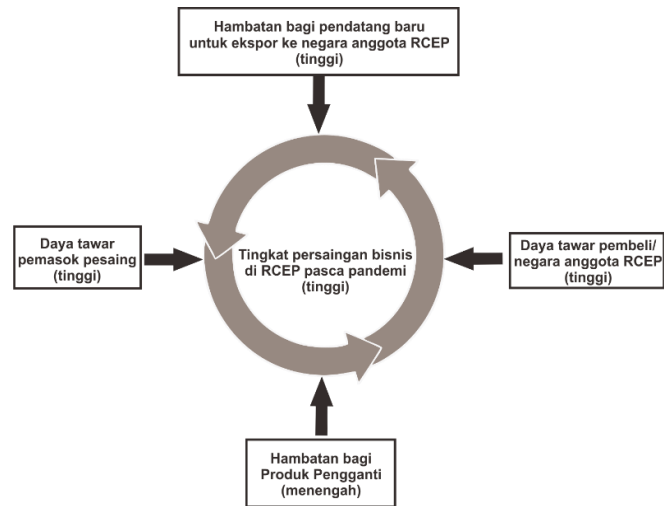 Hambatan bagi pendatang baru
untuk ekspor ke negara anggota RCEP
(tinggi)
Daya tawar
pemasok pesaing
(tinggi)
Tingkat persaingan bisnis
di RCEP pasca pandemi
(tinggi)
Daya tawar pembeli/
negara anggota RCEP
(tinggi)
Hambatan bagi
Produk Pengganti
(menengah)